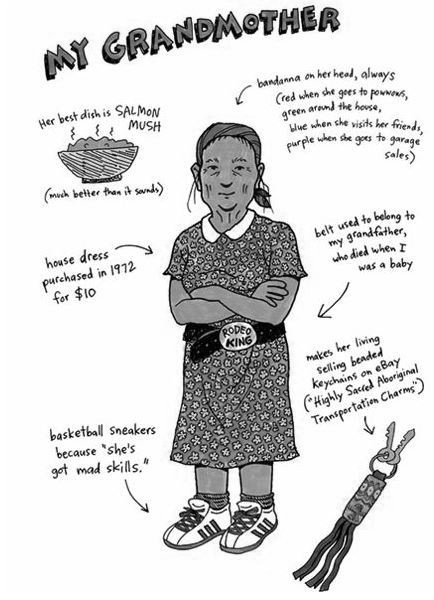 MY GRANDMOTHER
bandanna on her head, always
(red when she goes to powwows,
green around the house,
blue when she visits her friends,
purple when she goes to garage
sales)
Her best dish is SALMON
MUSH
(much better than it sounds)
belt used to belong to
my grandfather,
who died when I
was a baby
house dress
purchased in 1972
for $10
RODEO
KING
makes her living
selling beaded
keychains on eBay
("Highly Sacred Aboriginal
Transportation Charms")
basketball sneakers
because "she's
got mad skills."